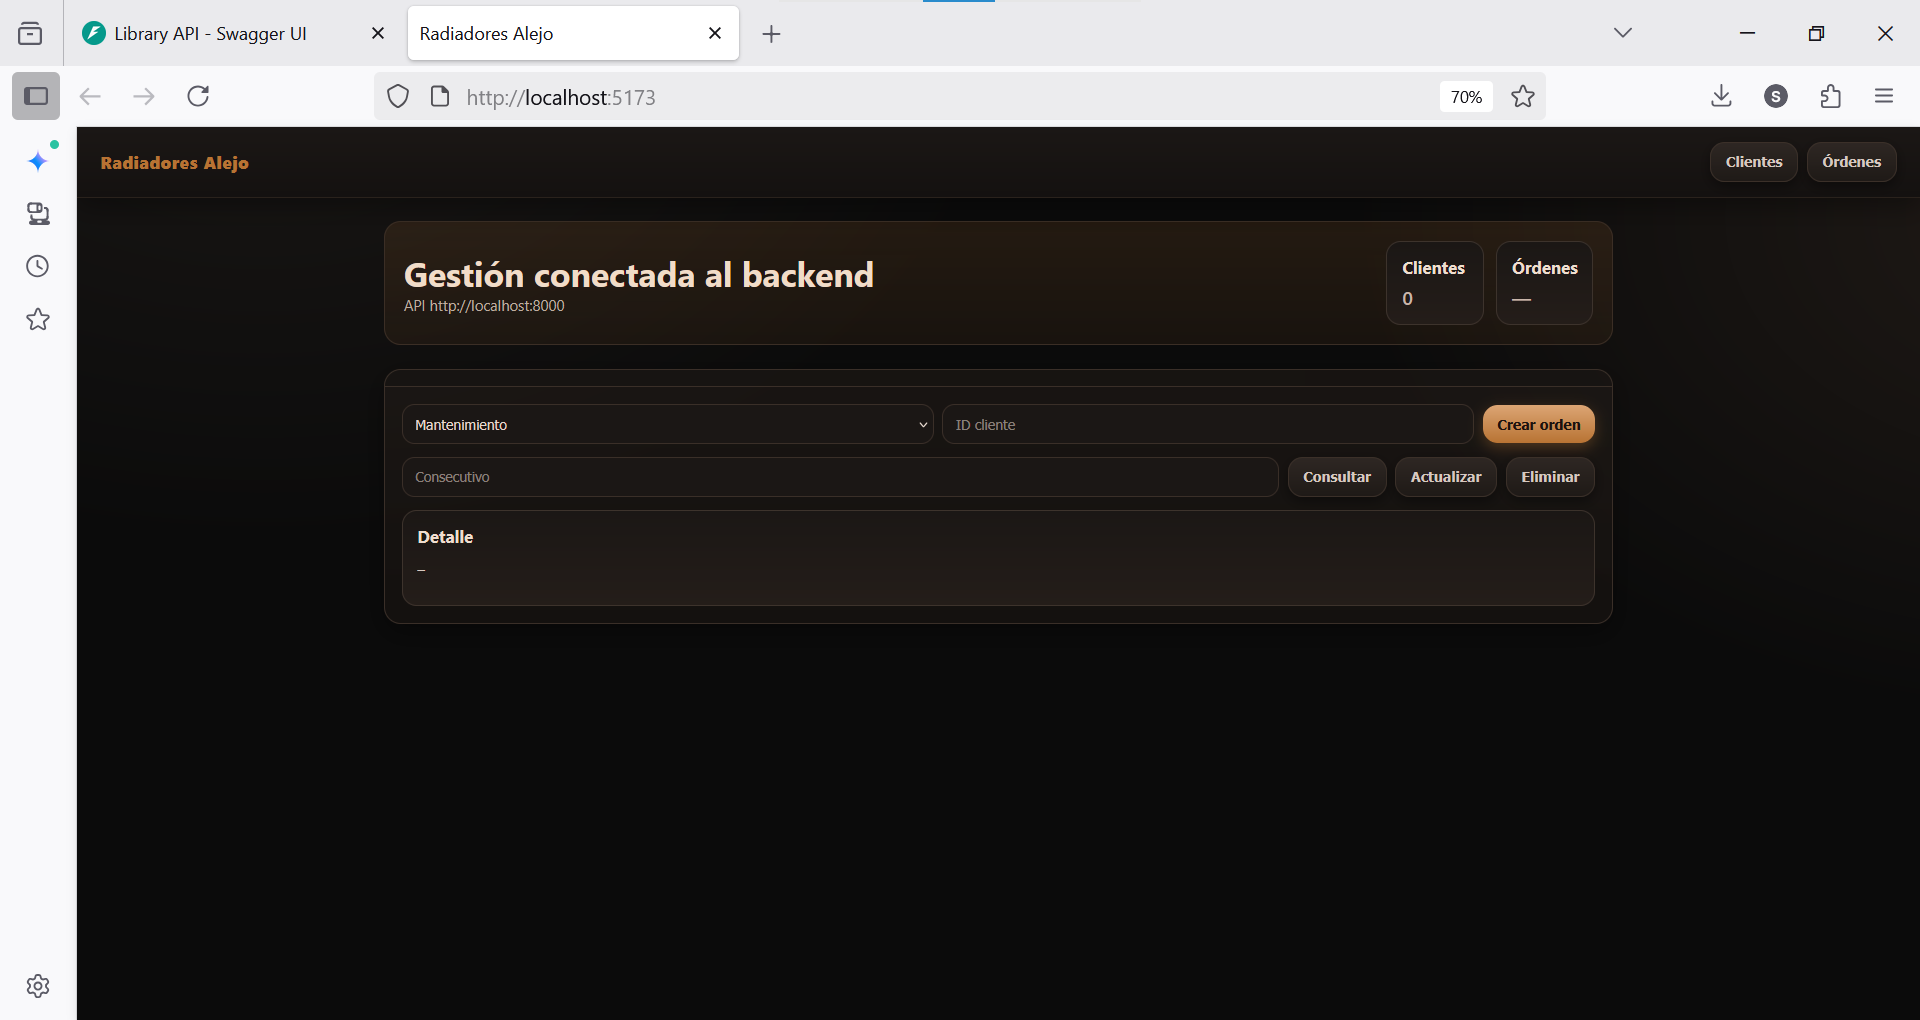 Library API - Swagger UI
Radiadores Alejo
http://localhost:5173
70%
S
Radiadores Alejo
Clientes
Órdenes
Gestión conectada al backend
API http://localhost:8000
Clientes
0
Órdenes
—
Mantenimiento
ID cliente
Crear orden
Consecutivo
Consultar
Actualizar
Eliminar
Detalle
–